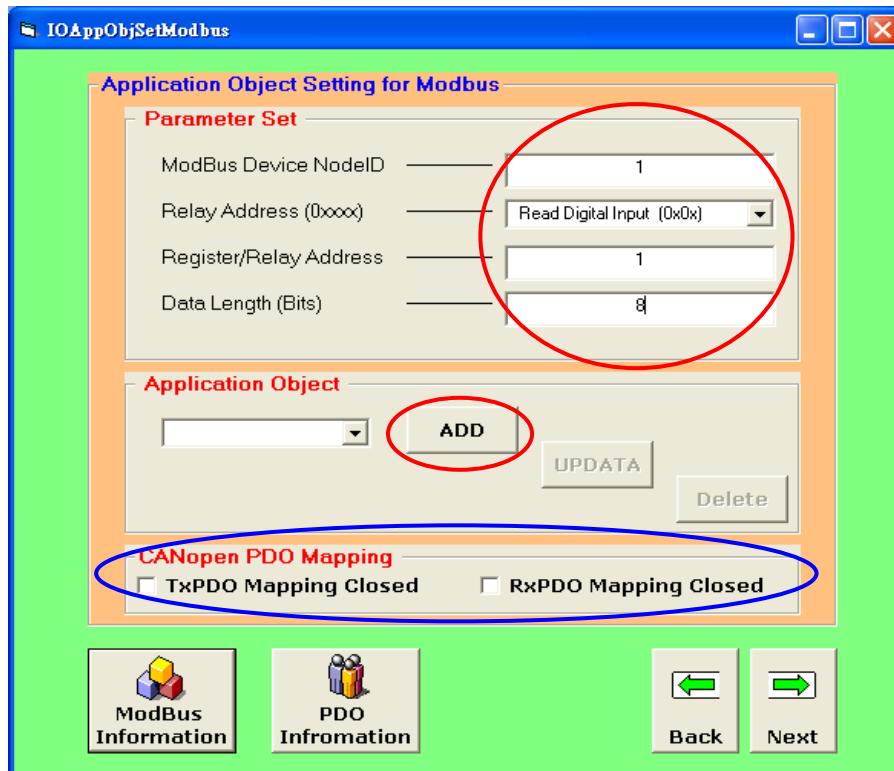 IOAppObjSetModbus
Application Object Setting for Modbus
Parameter Set
ModBus Device NodeID 1
Relay Address (0xxxx) Read Digital Input (0x0x)
Register/Relay Address 1
Data Length (Bits) 8
Application Object
ADD
UPDATA
Delete
CANopen PDO Mapping
TxPDO Mapping Closed RxPDO Mapping Closed
ModBus
Information
PDO
Infromation
Back
Next